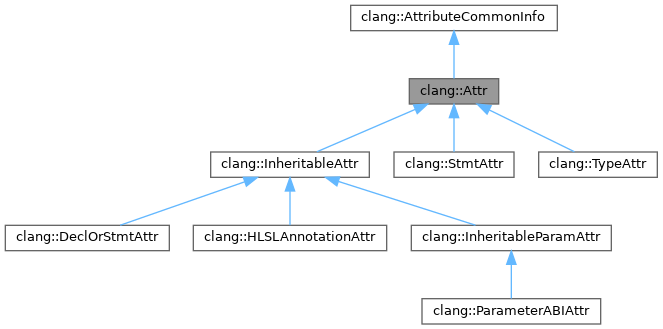 clang::AttributeCommonInfo
clang::Attr
clang::InheritableAttr
clang::StmtAttr
clang::TypeAttr
clang::DeclOrStmtAttr
clang::HLSLAnnotationAttr
clang::InheritableParamAttr
clang::ParameterABIAttr